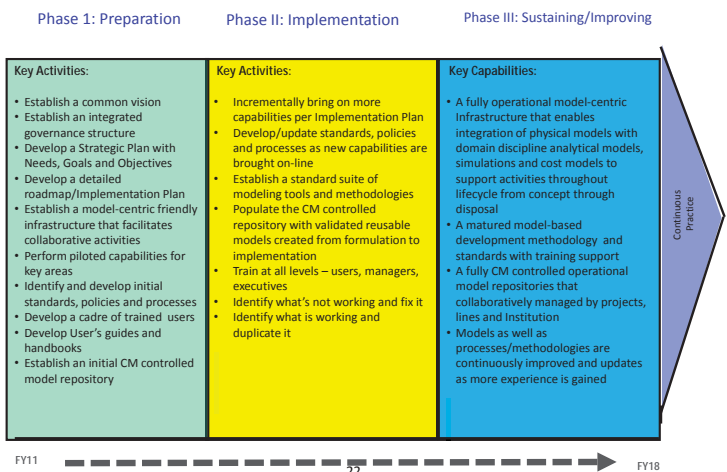 Phase 1: Preparation
Phase II: Implementation
Phase III: Sustaining/Improving
Key Activities:
• Establish a common vision
• Establish an integrated
governance structure
• Develop a Strategic Plan with
Needs, Goals and Objectives
• Develop a detailed
roadmap/Implementation Plan
• Establish a model-centric friendly
infrastructure that facilitates
collaborative activities
• Perform piloted capabilities for
key areas
• Identify and develop initial
standards, policies and processes
• Develop a cadre of trained users
• Develop User's guides and
handbooks
• Establish an initial CM controlled
model repository
Key Activities:
• Incrementally bring on more
capabilities per Implementation Plan
• Develop/update standards, policies
and processes as new capabilities are
brought on-line
• Establish a standard suite of
modeling tools and methodologies
• Populate the CM controlled
repository with validated reusable
models created from formulation to
implementation
• Train at all levels – users, managers,
executives
• Identify what's not working and fix it
• Identify what is working and
duplicate it
Key Capabilities:
• A fully operational model-centric
Infrastructure that enables
integration of physical models with
domain discipline analytical models,
simulations and cost models to
support activities throughout
lifecycle from concept through
disposal
• A matured model-based
development methodology and
standards with training support
• A fully CM controlled operational
model repositories that
collaboratively managed by projects,
lines and Institution
• Models as well as
processes/methodologies are
continuously improved and updates
as more experience is gained
Continuous
Practice
FY11
22
FY18